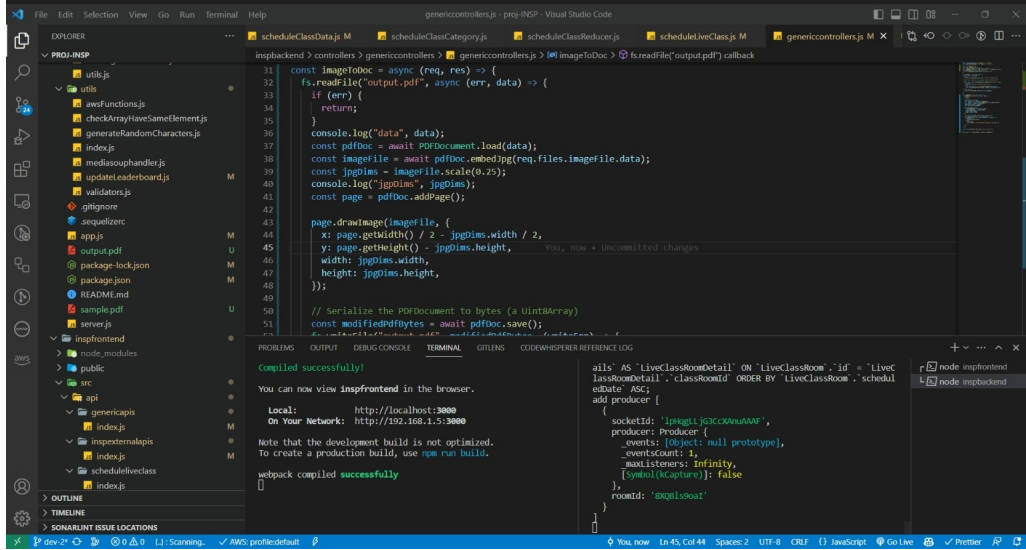 File Edit Selection View Go Run Terminal Help
genericcontrollers.js - proj-INSP - Visual Studio Code
EXPLORER
PROJ-INSP
utils.js
utils
awsFunctions.js
checkArrayHaveSameElement.js
generateRandomCharacters.js
index.js
mediasouphandler.js
updateLeaderboard.js M
validators.js
.gitignore
.sequelizerc
app.js M
output.pdf U
package-lock.json M
package.json M
README.md
sample.pdf U
server.js
inspfrontend
node_modules
public
src
api
genericapis
index.js M
inspexternalapis
index.js M
scheduleliveclass
index.js
OUTLINE
TIMELINE
SONARLINT ISSUE LOCATIONS
24
aws
scheduleClassData.js M
scheduleClassCategory.js
scheduleClassReducer.js
scheduleLiveClass.js M
genericcontrollers.js M
inspbackend > controllers > genericcontrollers > genericcontrollers.js > imageToDoc > fs.readFile("output.pdf") callback
31 const imageToDoc = async (req, res) => {
32 fs.readFile("output.pdf", async (err, data) => {
33 if (err) {
34 return;
35 }
36 console.log("data", data);
37 const pdfDoc = await PDFDocument.load(data);
38 const imageFile = await pdfDoc.embedJpg(req.files.imageFile.data);
39 const jpgDims = imageFile.scale(0.25);
40 console.log("jgpDims", jpgDims);
41 const page = pdfDoc.addPage();
42
43 page.drawImage(imageFile, {
44 x: page.getWidth() / 2 - jpgDims.width / 2,
45 y: page.getHeight() - jpgDims.height, You, now • Uncommitted changes
46 width: jpgDims.width,
47 height: jpgDims.height,
48 });
49
50 // Serialize the PDFDocument to bytes (a Uint8Array)
51 const modifiedPdfBytes = await pdfDoc.save();
PROBLEMS OUTPUT DEBUG CONSOLE TERMINAL GITLENS CODEWHISPERER REFERENCE LOG
Compiled successfully!
You can now view inspfrontend in the browser.
Local: http://localhost:3000
On Your Network: http://192.168.1.5:3000
Note that the development build is not optimized.
To create a production build, use npm run build.
webpack compiled successfully
ails` AS `LiveClassRoomDetail` ON `LiveClassRoom`.`id` = `LiveC
lassRoomDetail`.`classRoomId` ORDER BY `LiveClassRoom`.`schedul
edDate` ASC;
add producer [
{
socketId: 'lpHqgLLjG3CcXAnuAAAF',
producer: Producer {
_events: [Object: null prototype],
_eventsCount: 1,
_maxListeners: Infinity,
[Symbol(kCapture)]: false
},
roomId: '8XQ8ls9oaI'
}
]
node inspfrontend
node inspbackend
dev-2* 0 0 {..} : Scanning.. AWS: profile:default
You, now Ln 45, Col 44 Spaces: 2 UTF-8 CRLF {} JavaScript Go Live Prettier